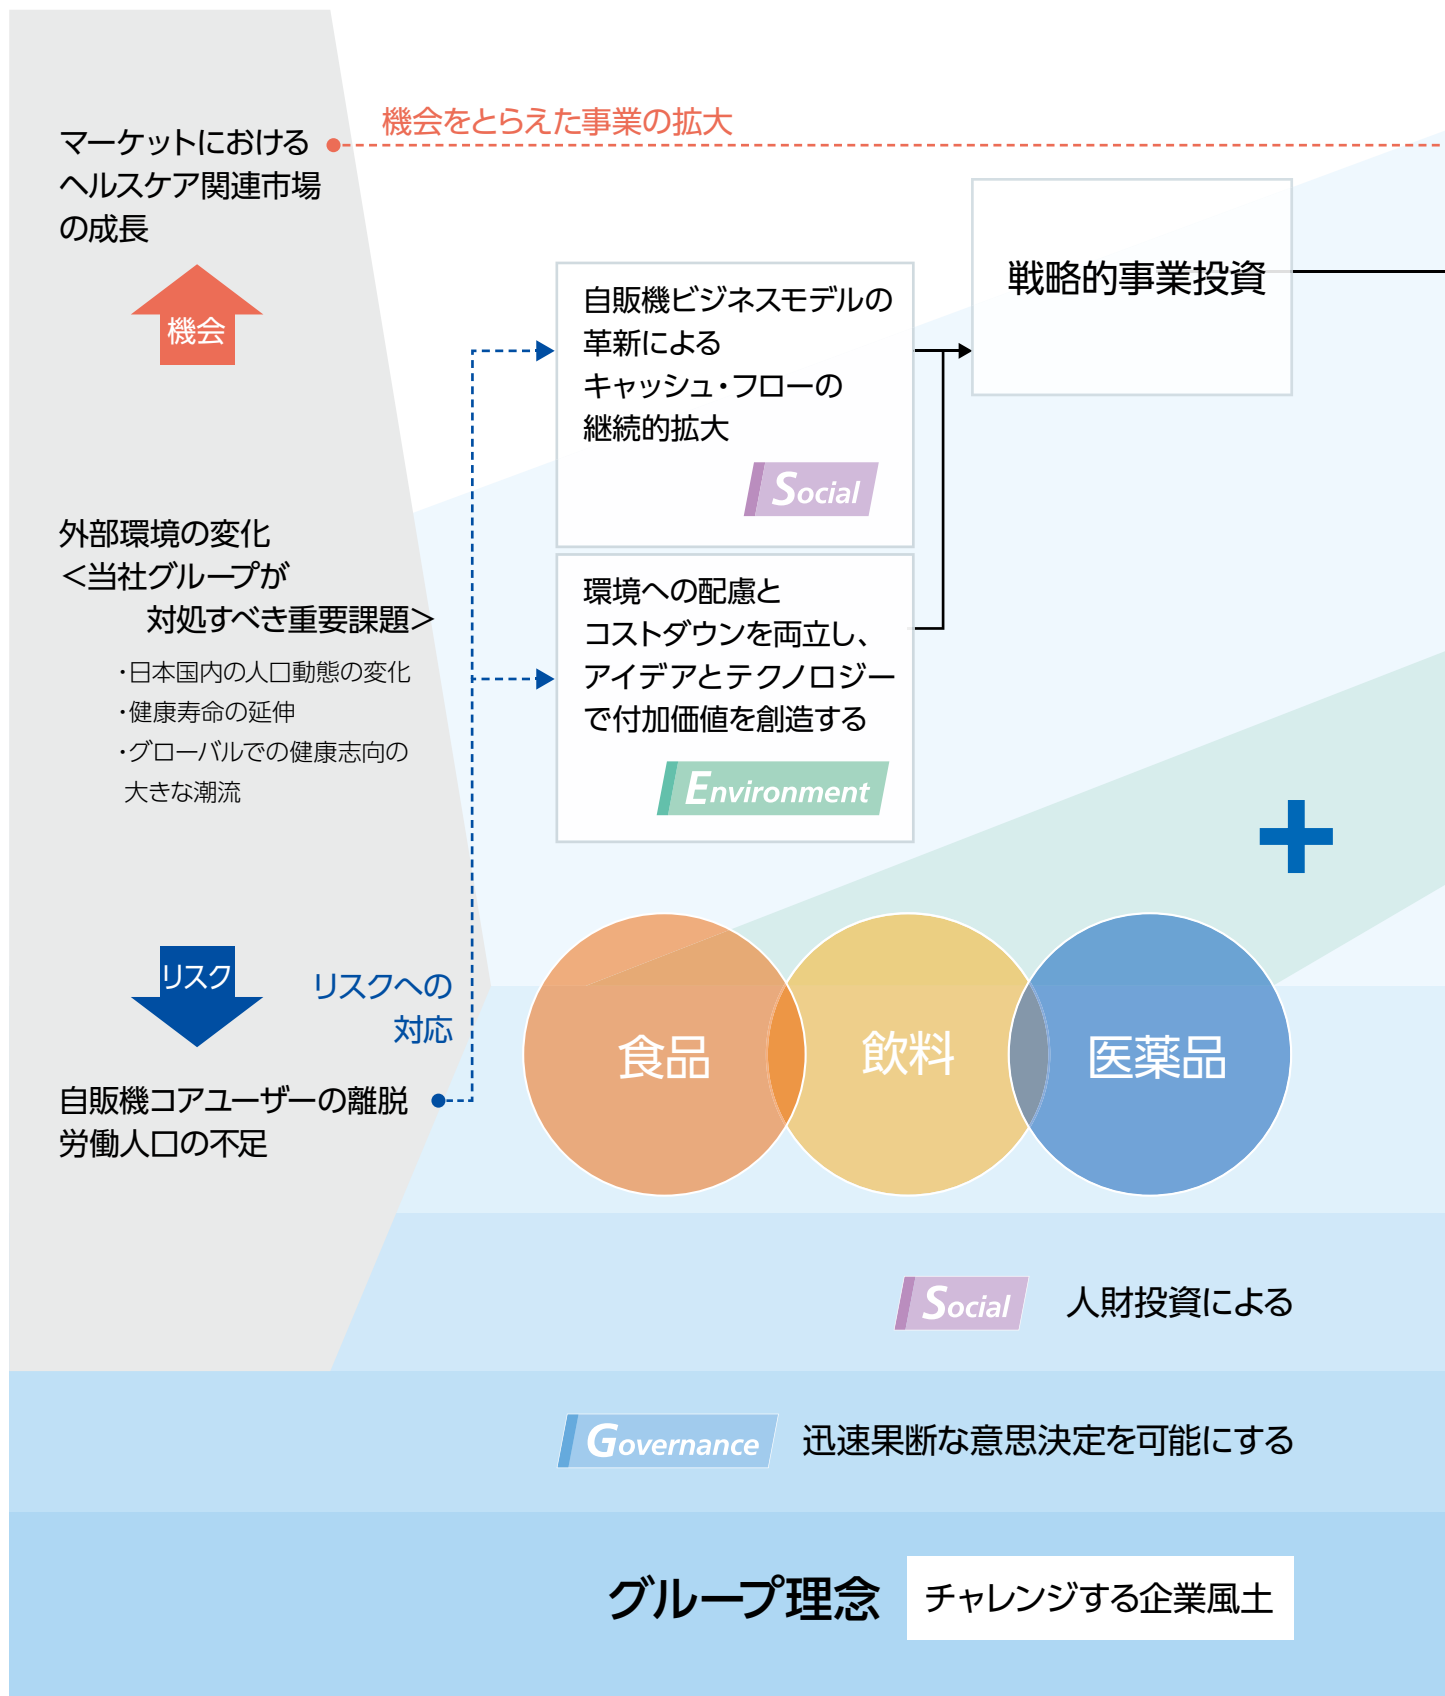 機会をとらえた事業の拡大
マーケットにおける
ヘルスケア関連市場
の成長
機会
外部環境の変化
<当社グループが
対処すべき重要課題>
・日本国内の人口動態の変化
・健康寿命の延伸
・グローバルでの健康志向の
大きな潮流
リスク
リスクへの
対応
自販機コアユーザーの離脱
労働人口の不足
自販機ビジネスモデルの
革新による
キャッシュ・フローの
継続的拡大
Social
環境への配慮と
コストダウンを両立し、
アイデアとテクノロジー
で付加価値を創造する
Environment
戦略的事業投資
+
食品
飲料
医薬品
Social 人財投資による
Governance 迅速果断な意思決定を可能にする
グループ理念 チャレンジする企業風土